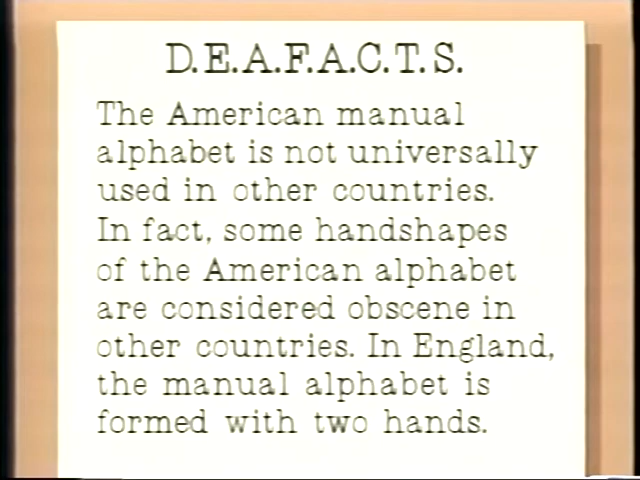 D.E.A.F.A.C.T.S.
The American manual
alphabet is not universally
used in other countries.
In fact, some handshapes
of the American alphabet
are considered obscene in
other countries. In England,
the manual alphabet is
formed with two hands.